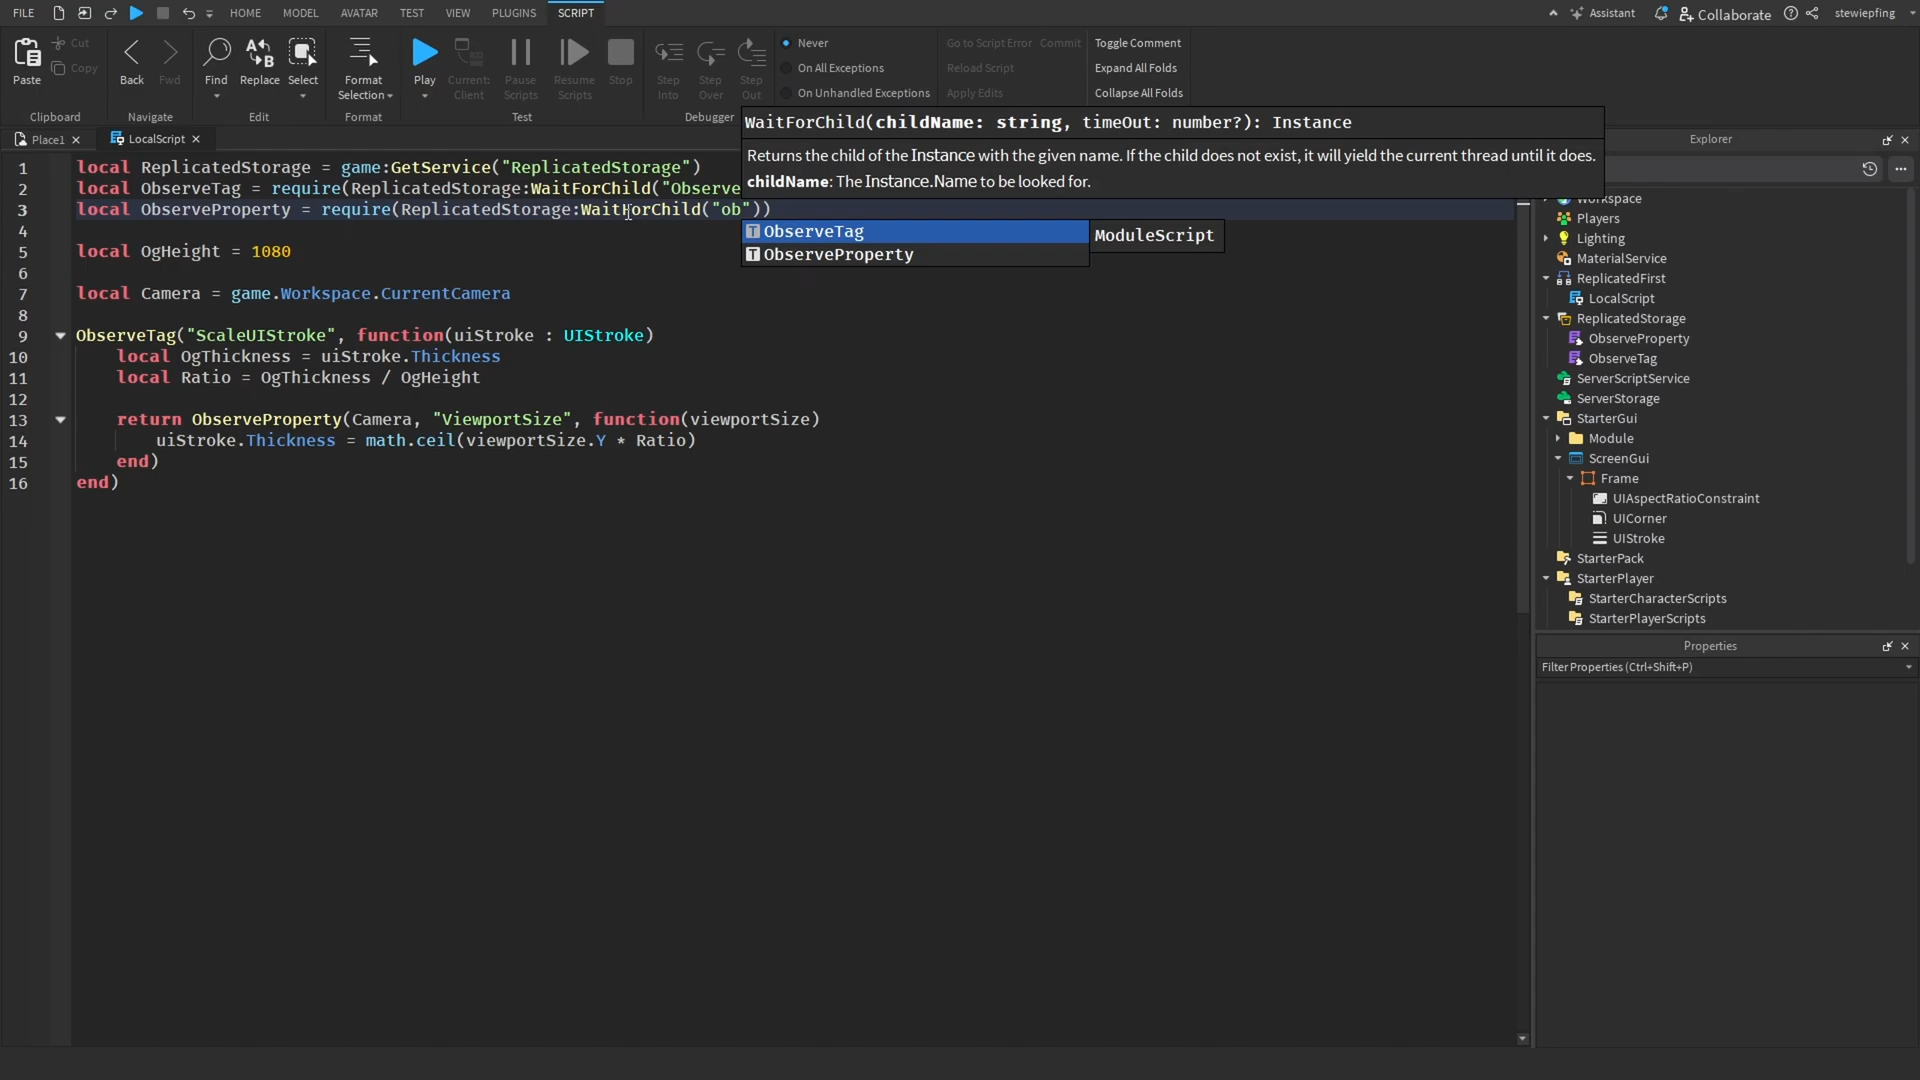 FILE HOME MODEL AVATAR TEST VIEW PLUGINS SCRIPT Assistant Collaborate stewiepfing
Paste Cut Copy Back Fwd Find Replace Select Format Selection Play Current: Client Pause Scripts Resume Scripts Stop Step Into Step Over Step Out
Never
On All Exceptions
On Unhandled Exceptions
Go to Script Error Commit
Reload Script
Apply Edits
Toggle Comment
Expand All Folds
Collapse All Folds
Clipboard Navigate Edit Format Test Debugger
Place1 LocalScript
WaitForChild(childName: string, timeOut: number?): Instance
Returns the child of the Instance with the given name. If the child does not exist, it will yield the current thread until it does.
childName: The Instance.Name to be looked for.
1 local ReplicatedStorage = game:GetService("ReplicatedStorage")
2 local ObserveTag = require(ReplicatedStorage:WaitForChild("Observe
3 local ObserveProperty = require(ReplicatedStorage:WaitForChild("ob"))
ObserveTag
ObserveProperty
ModuleScript
4
5 local OgHeight = 1080
6
7 local Camera = game.Workspace.CurrentCamera
8
9 ObserveTag("ScaleUIStroke", function(uiStroke : UIStroke)
10 local OgThickness = uiStroke.Thickness
11 local Ratio = OgThickness / OgHeight
12
13 return ObserveProperty(Camera, "ViewportSize", function(viewportSize)
14 uiStroke.Thickness = math.ceil(viewportSize.Y * Ratio)
15 end)
16 end)
Explorer
Workspace
Players
Lighting
MaterialService
ReplicatedFirst
LocalScript
ReplicatedStorage
ObserveProperty
ObserveTag
ServerScriptService
ServerStorage
StarterGui
Module
ScreenGui
Frame
UIAspectRatioConstraint
UICorner
UIStroke
StarterPack
StarterPlayer
StarterCharacterScripts
StarterPlayerScripts
Properties
Filter Properties (Ctrl+Shift+P)